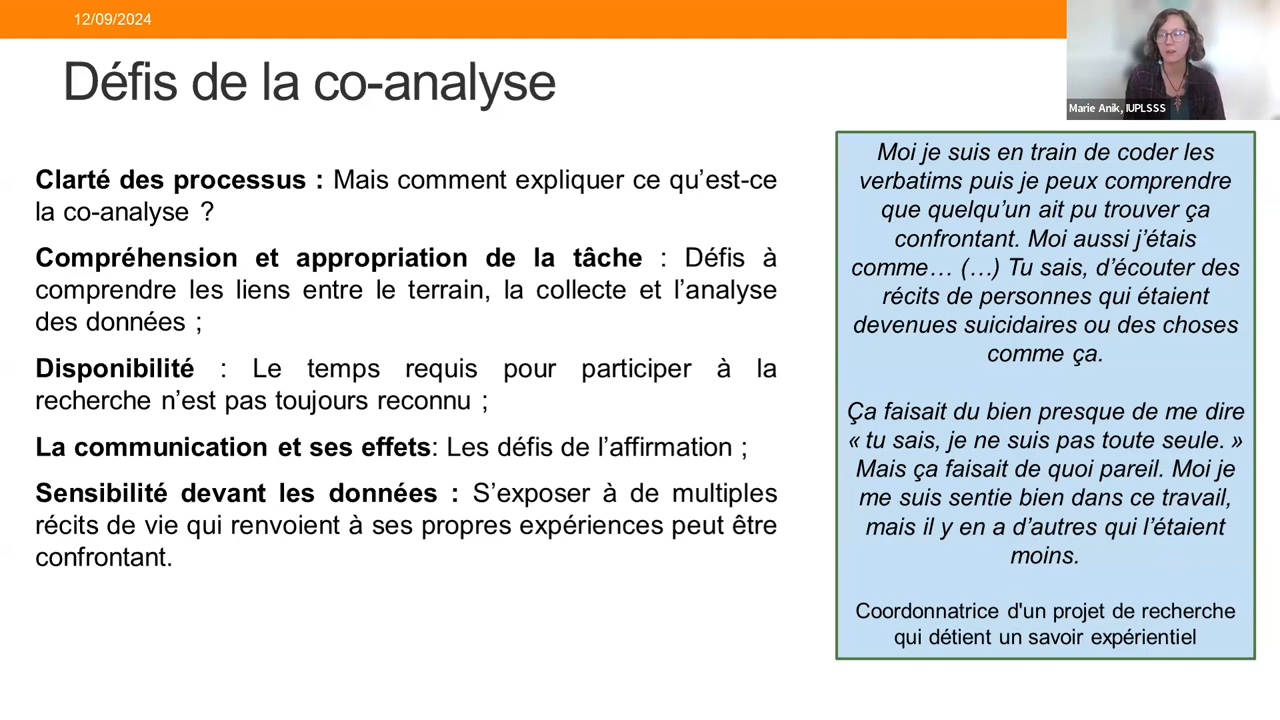 12/09/2024
Marie Anik, IUPLSSS
Défis de la co-analyse
Clarté des processus : Mais comment expliquer ce qu’est-ce
la co-analyse ?
Compréhension et appropriation de la tâche : Défis à
comprendre les liens entre le terrain, la collecte et l’analyse
des données ;
Disponibilité : Le temps requis pour participer à la
recherche n’est pas toujours reconnu ;
La communication et ses effets: Les défis de l’affirmation ;
Sensibilité devant les données : S’exposer à de multiples
récits de vie qui renvoient à ses propres expériences peut être
confrontant.
Moi je suis en train de coder les
verbatims puis je peux comprendre
que quelqu’un ait pu trouver ça
confrontant. Moi aussi j’étais
comme… (…) Tu sais, d’écouter des
récits de personnes qui étaient
devenues suicidaires ou des choses
comme ça.
Ça faisait du bien presque de me dire
« tu sais, je ne suis pas toute seule. »
Mais ça faisait de quoi pareil. Moi je
me suis sentie bien dans ce travail,
mais il y en a d’autres qui l’étaient
moins.
Coordonnatrice d'un projet de recherche
qui détient un savoir expérientiel